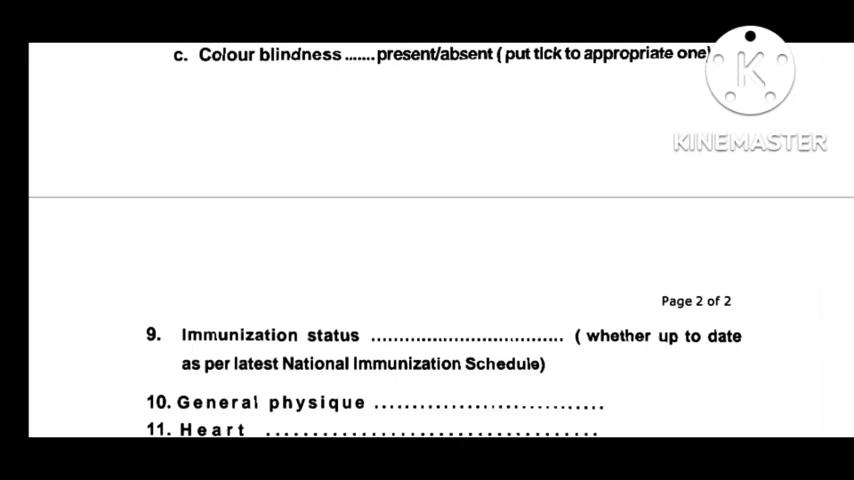 c. Colour blindness .......present/absent ( put tick to appropriate one)
KINEMASTER
Page 2 of 2
9. Immunization status .................................. ( whether up to date
as per latest National Immunization Schedule)
10. General physique ..............................
11. Heart ...................................